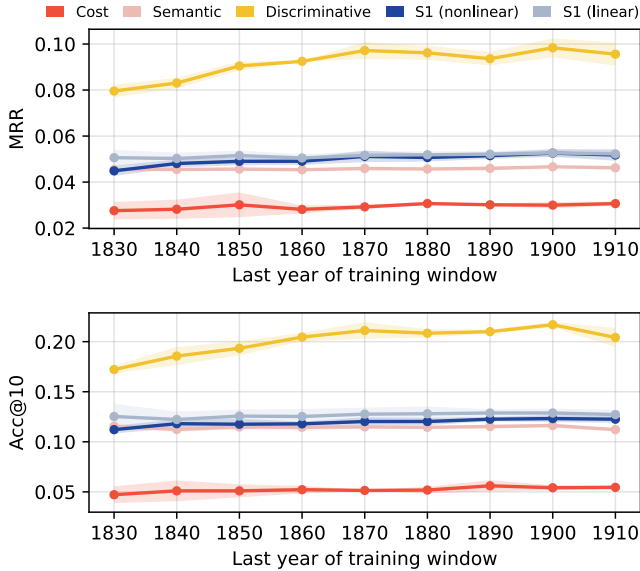 Cost Semantic Discriminative S1 (nonlinear) S1 (linear)
0.10
0.08
0.06
0.04
0.02
MRR
1830 1840 1850 1860 1870 1880 1890 1900 1910
Last year of training window
0.20
0.15
0.10
0.05
Acc@10
1830 1840 1850 1860 1870 1880 1890 1900 1910
Last year of training window